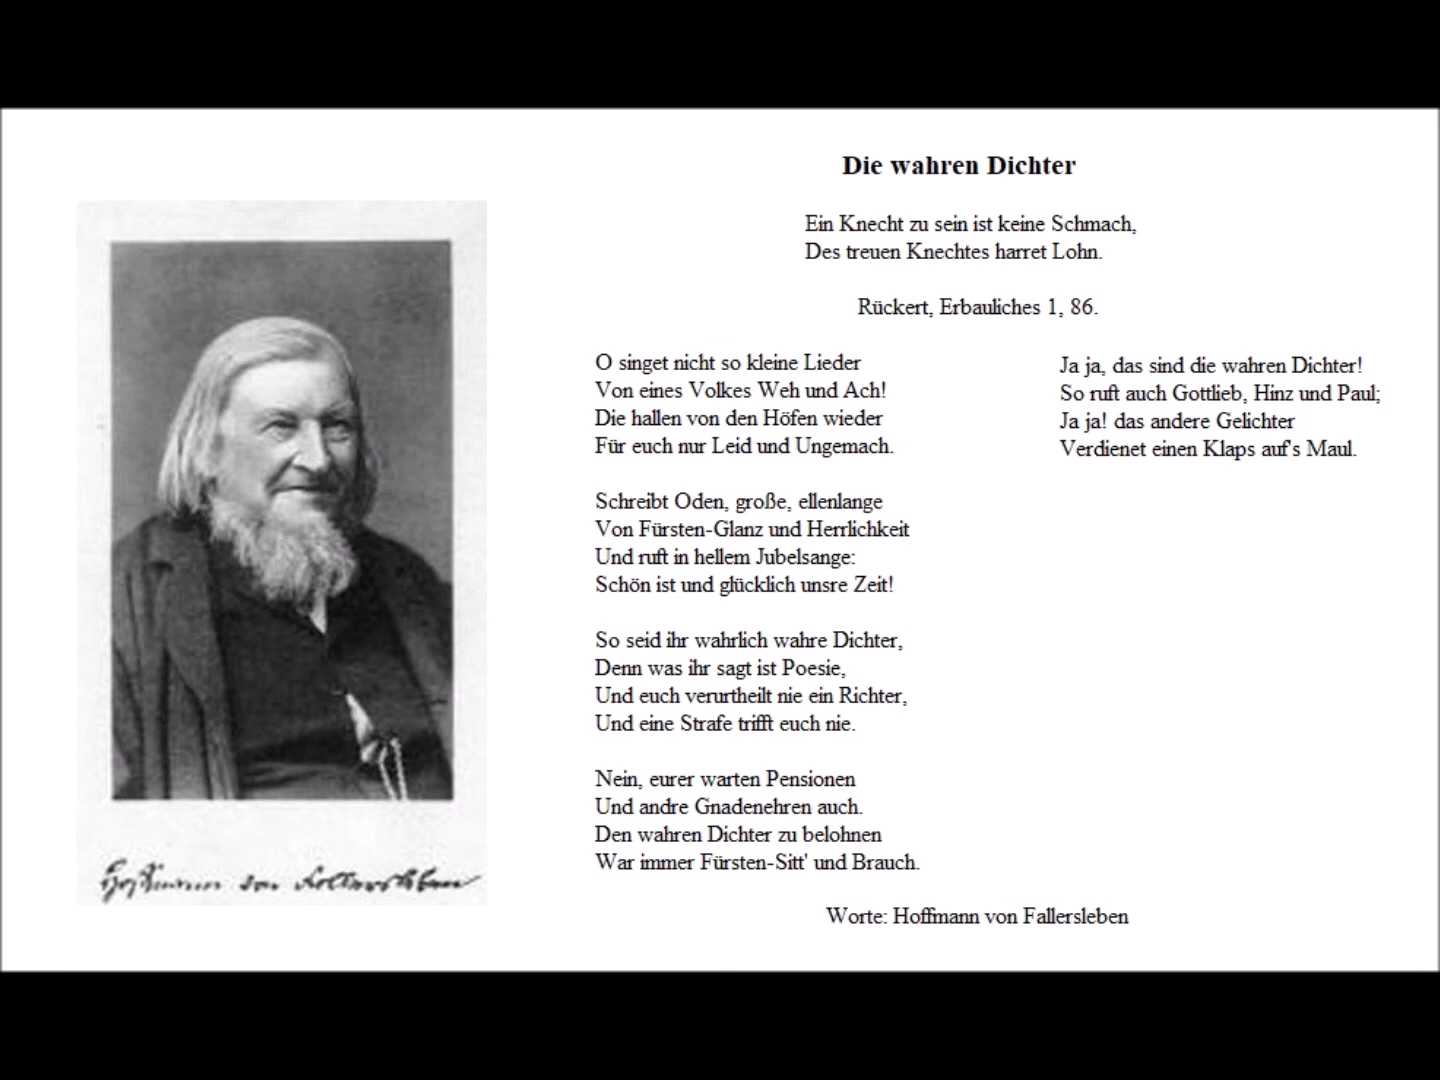 Die wahren Dichter
Ein Knecht zu sein ist keine Schmach,
Des treuen Knechtes harret Lohn.
Rückert, Erbauliches 1, 86.
O singet nicht so kleine Lieder
Von eines Volkes Weh und Ach!
Die hallen von den Höfen wieder
Für euch nur Leid und Ungemach.
Schreibt Oden, große, ellenlange
Von Fürsten-Glanz und Herrlichkeit
Und ruft in hellem Jubelsange:
Schön ist und glücklich unsre Zeit!
So seid ihr wahrlich wahre Dichter,
Denn was ihr sagt ist Poesie,
Und euch verurtheilt nie ein Richter,
Und eine Strafe trifft euch nie.
Nein, eurer warten Pensionen
Und andre Gnadenehren auch.
Den wahren Dichter zu belohnen
War immer Fürsten-Sitt' und Brauch.
Ja ja, das sind die wahren Dichter!
So ruft auch Gottlieb, Hinz und Paul;
Ja ja! das andere Gelichter
Verdienet einen Klaps auf's Maul.
Worte: Hoffmann von Fallersleben
Hoffmann von Fallersleben